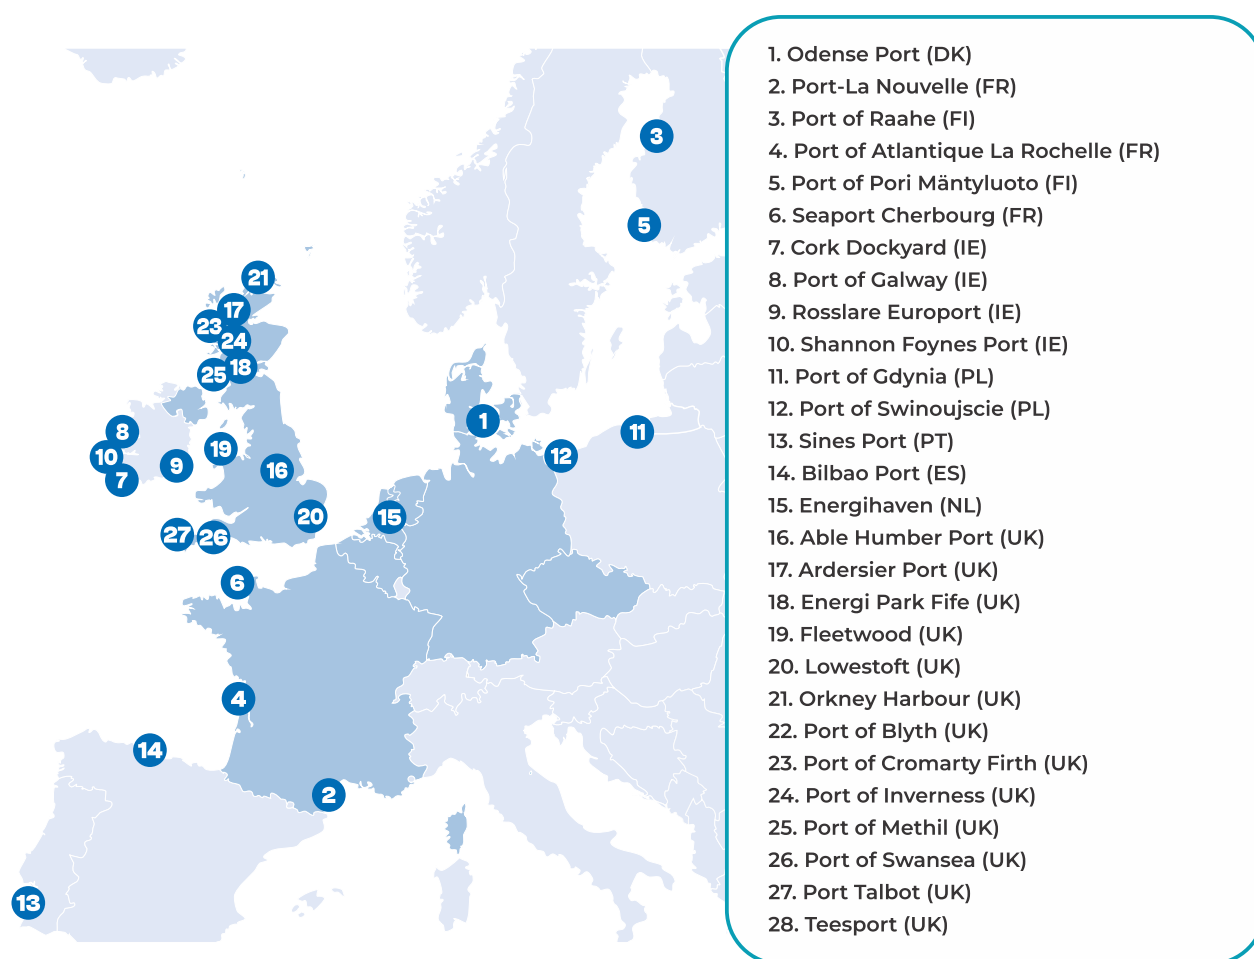 1. Odense Port (DK)
2. Port-La Nouvelle (FR)
3. Port of Raahe (FI)
4. Port of Atlantique La Rochelle (FR)
5. Port of Pori Mäntyluoto (FI)
6. Seaport Cherbourg (FR)
7. Cork Dockyard (IE)
8. Port of Galway (IE)
9. Rosslare Europort (IE)
10. Shannon Foynes Port (IE)
11. Port of Gdynia (PL)
12. Port of Swinoujscie (PL)
13. Sines Port (PT)
14. Bilbao Port (ES)
15. Energihaven (NL)
16. Able Humber Port (UK)
17. Ardersier Port (UK)
18. Energi Park Fife (UK)
19. Fleetwood (UK)
20. Lowestoft (UK)
21. Orkney Harbour (UK)
22. Port of Blyth (UK)
23. Port of Cromarty Firth (UK)
24. Port of Inverness (UK)
25. Port of Methil (UK)
26. Port of Swansea (UK)
27. Port Talbot (UK)
28. Teesport (UK)
3
5
21
17
23
24
18
25
1
8
11
19
10
12
9
16
7
20
15
27
26
6
4
14
2
13